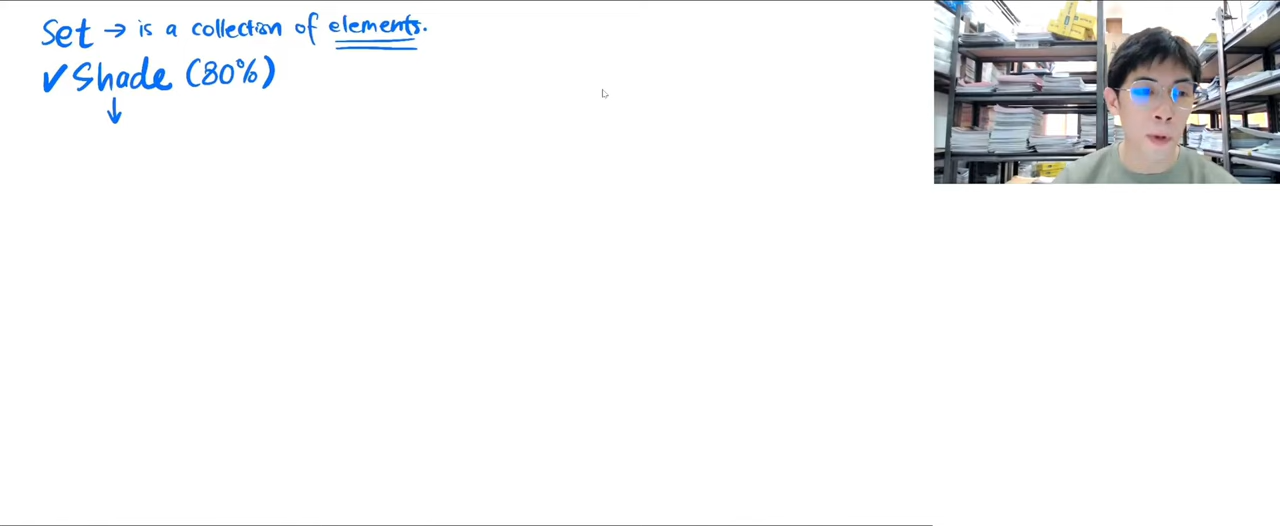 Set → is a collection of elements.
✓ Shade (80%)
↓